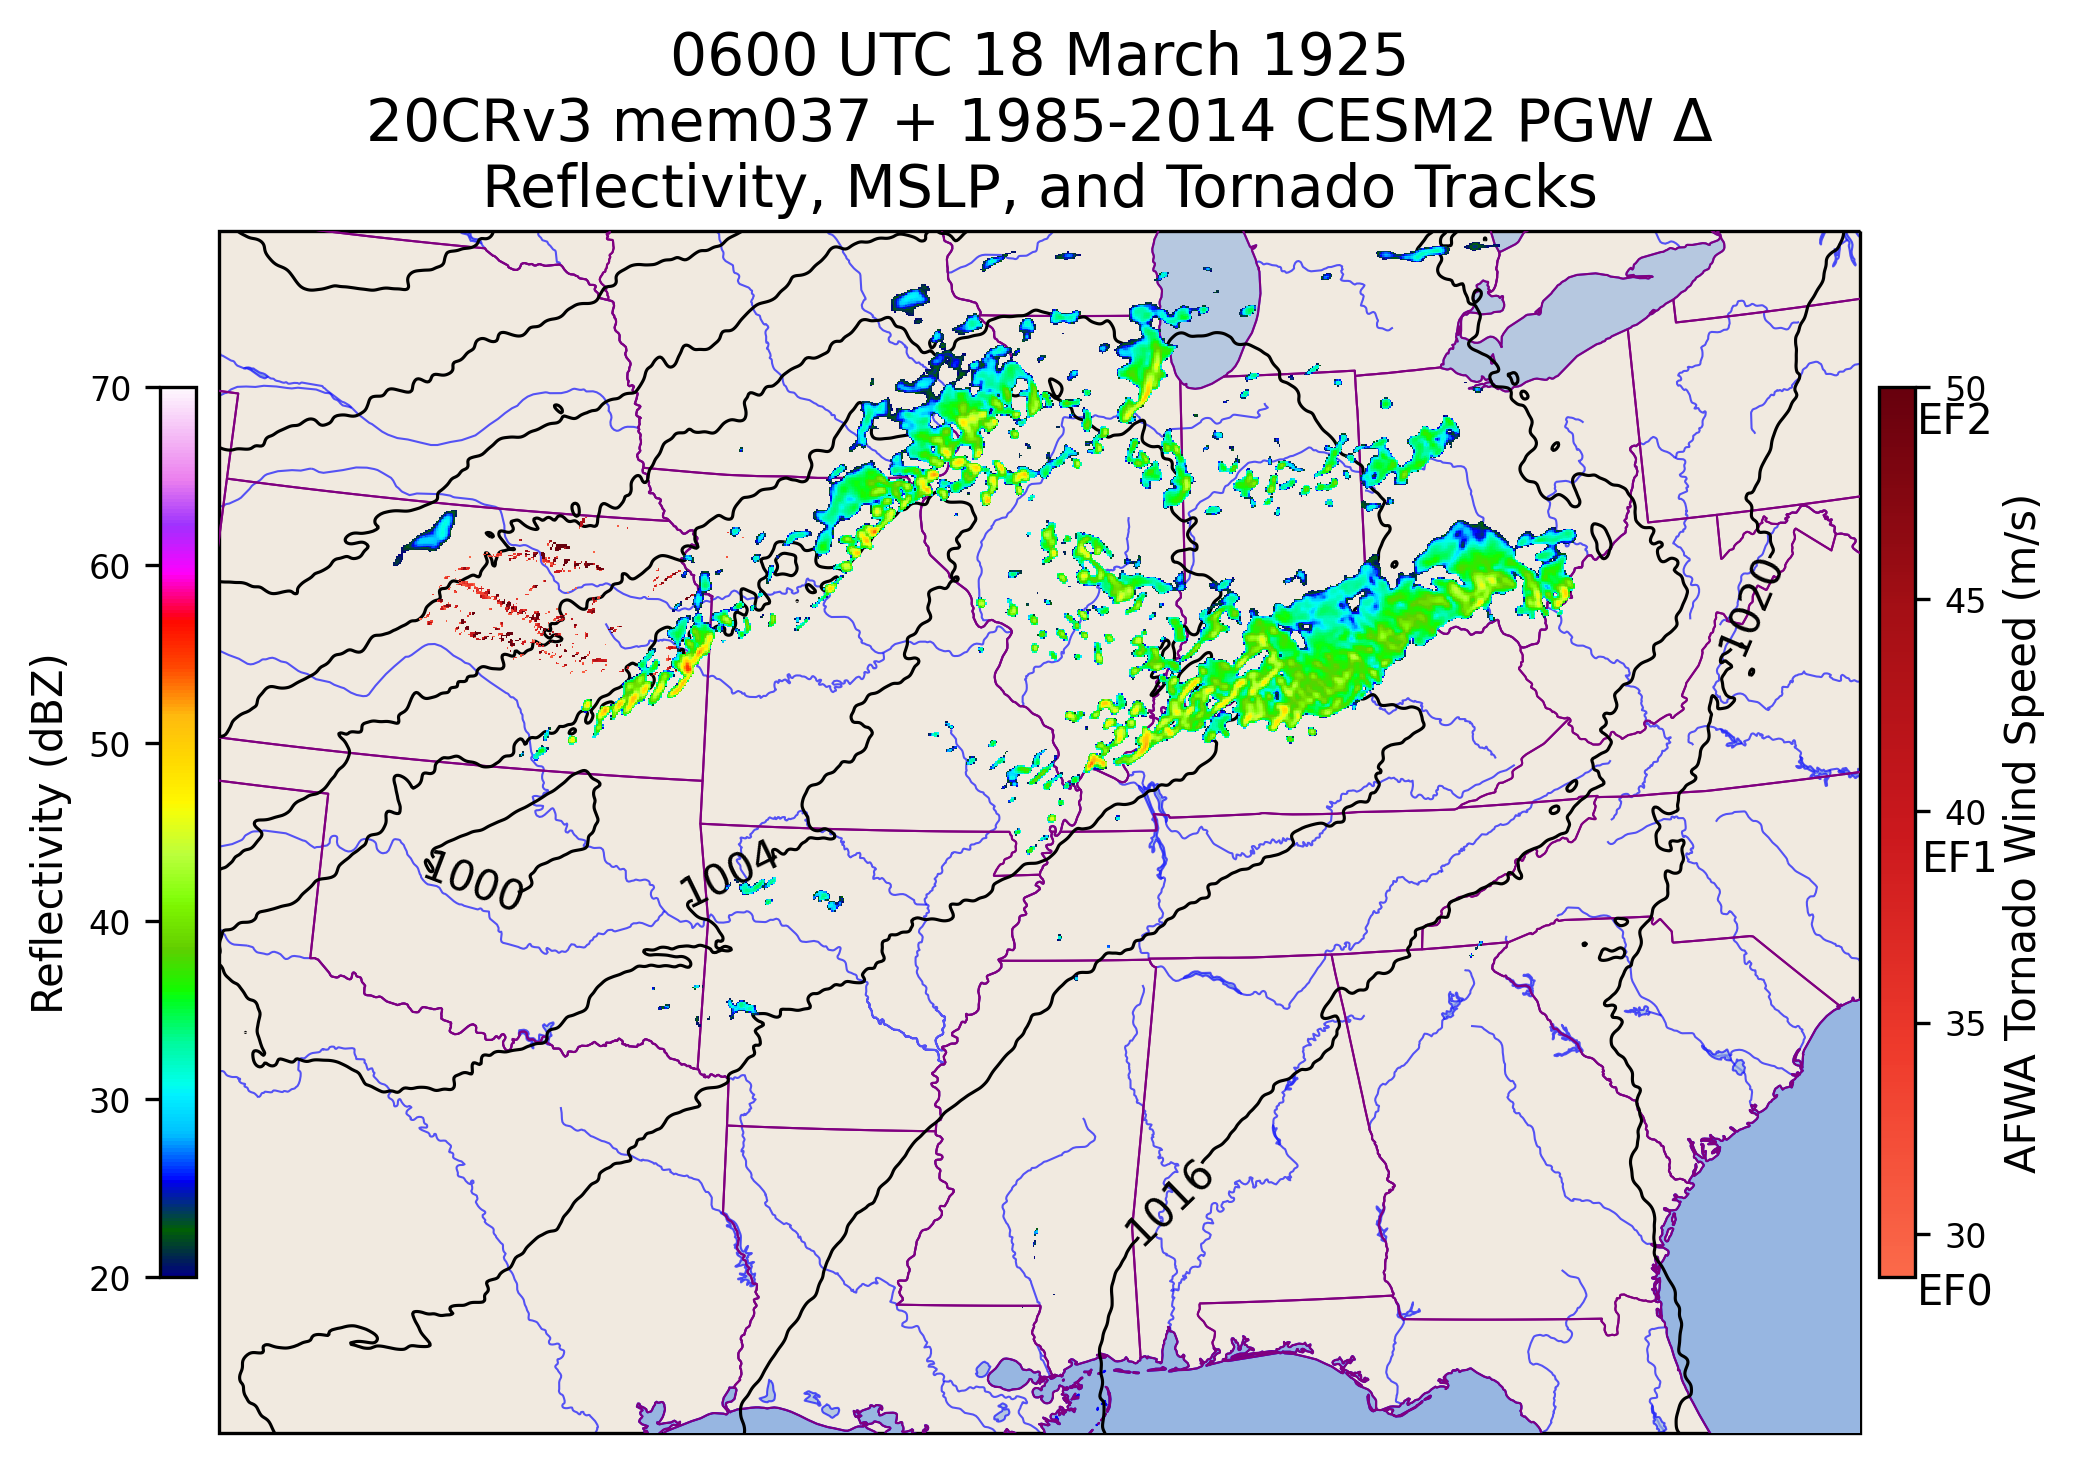 0600 UTC 18 March 1925
20CRv3 mem037 + 1985-2014 CESM2 PGW Δ
Reflectivity, MSLP, and Tornado Tracks
70
60
50
40
30
20
Reflectivity (dBZ)
1000
1004
1016
1020
50
EF2
45
40
EF1
35
30
EF0
AFWA Tornado Wind Speed (m/s)